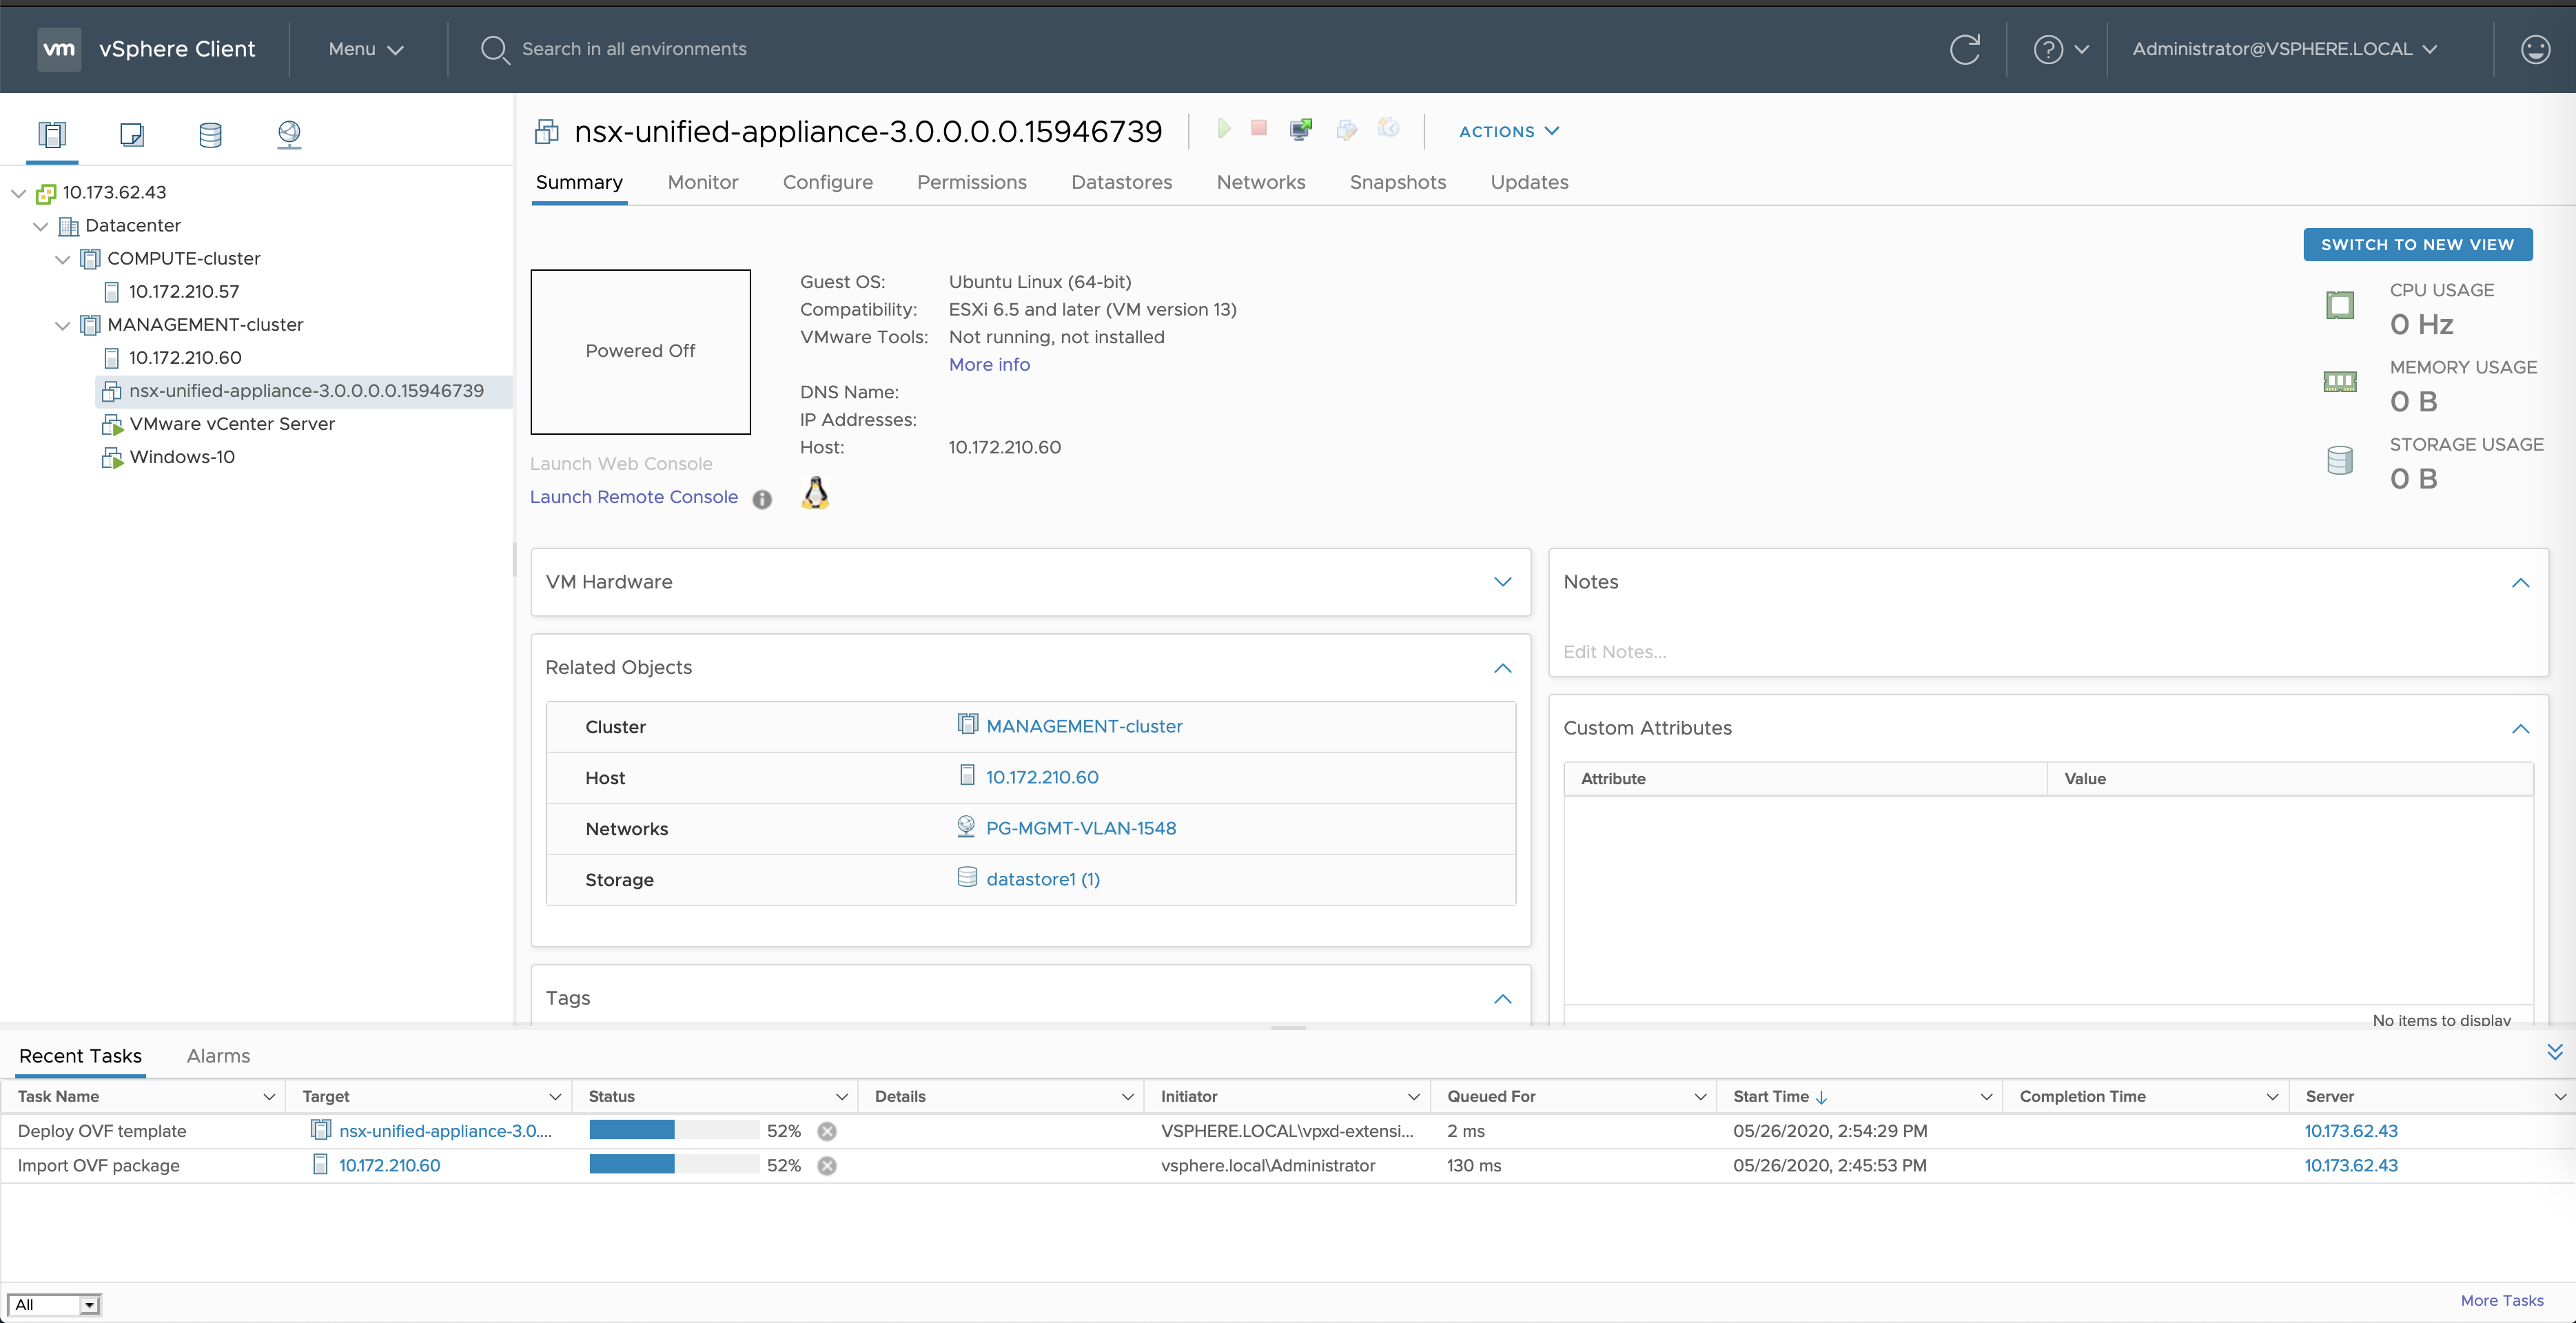 vm vSphere Client Menu Search in all environments ? Administrator@VSPHERE.LOCAL
10.173.62.43
Datacenter
COMPUTE-cluster
10.172.210.57
MANAGEMENT-cluster
10.172.210.60
nsx-unified-appliance-3.0.0.0.0.15946739
VMware vCenter Server
Windows-10
nsx-unified-appliance-3.0.0.0.0.15946739 ACTIONS
Summary Monitor Configure Permissions Datastores Networks Snapshots Updates
SWITCH TO NEW VIEW
Powered Off
Launch Web Console
Launch Remote Console
Guest OS: Ubuntu Linux (64-bit)
Compatibility: ESXi 6.5 and later (VM version 13)
VMware Tools: Not running, not installed
More info
DNS Name:
IP Addresses:
Host: 10.172.210.60
CPU USAGE
0 Hz
MEMORY USAGE
0 B
STORAGE USAGE
0 B
VM Hardware
Related Objects
Cluster MANAGEMENT-cluster
Host 10.172.210.60
Networks PG-MGMT-VLAN-1548
Storage datastore1 (1)
Tags
Notes
Edit Notes...
Custom Attributes
Attribute Value
No items to display
Recent Tasks Alarms
Task Name Target Status Details Initiator Queued For Start Time Completion Time Server
Deploy OVF template nsx-unified-appliance-3.0.... 52% VSPHERE.LOCAL\vpxd-extensi... 2 ms 05/26/2020, 2:54:29 PM 10.173.62.43
Import OVF package 10.172.210.60 52% vsphere.local\Administrator 130 ms 05/26/2020, 2:45:53 PM 10.173.62.43
All More Tasks